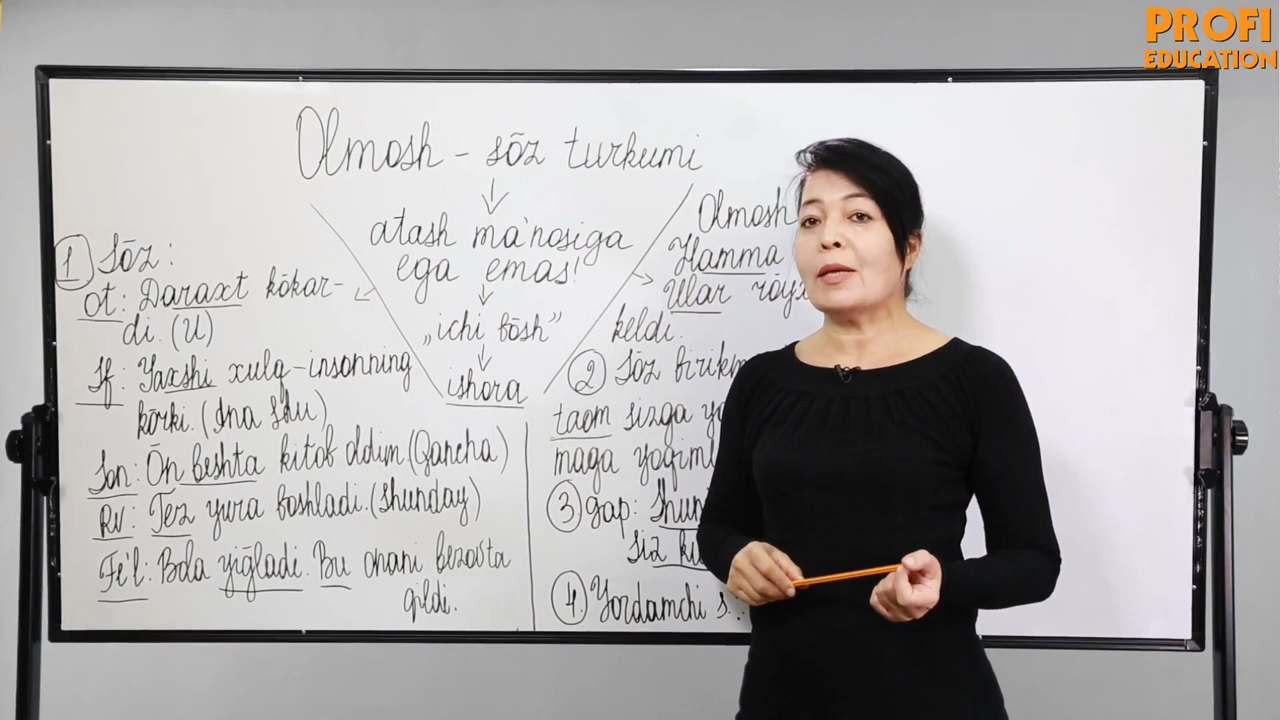 PROFI
EDUCATION
Olmosh – sōz turkumi
atash ma'nosiga
ega emas!
„ichi bōsh”
ishora
① Sōz:
ot: Daraxt kōkar-
di. (U)
Sf: Yaxshi xulq-insonning
kōrki. (Ana shu)
Son: Ōn beshta kitob oldim (Qancha)
Rv: Tez yura boshladi. (Shunday)
Fe'l: Bola yiğladi. Bu onani bezovta
qildi.
Olmosh
Hamma
Ular
keldi.
② Sōz
taom sizga
maga
③ gap:
siz
④. Yordamchi s...